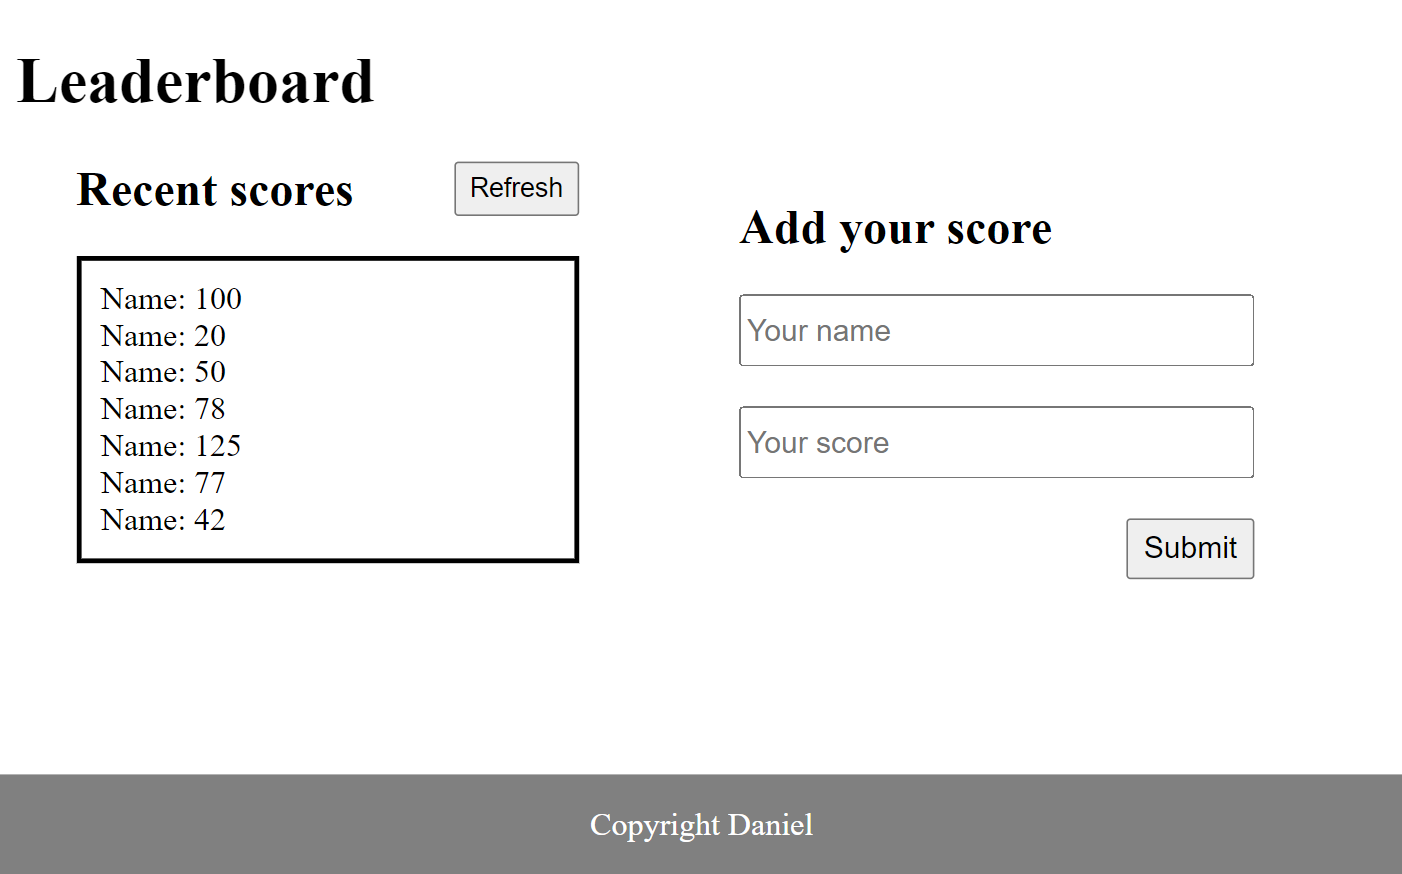 Leaderboard
Recent scores
Refresh
Name: 100
Name: 20
Name: 50
Name: 78
Name: 125
Name: 77
Name: 42
Add your score
Your name
Your score
Submit
Copyright Daniel